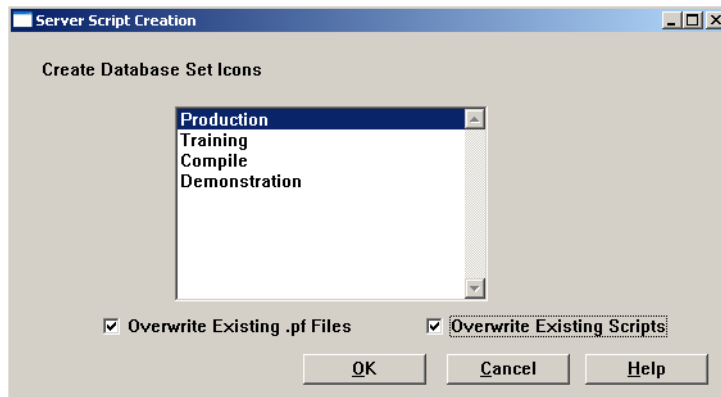 Server Script Creation
Create Database Set Icons
Production
Training
Compile
Demonstration
Overwrite Existing .pf Files Overwrite Existing Scripts
OK Cancel Help